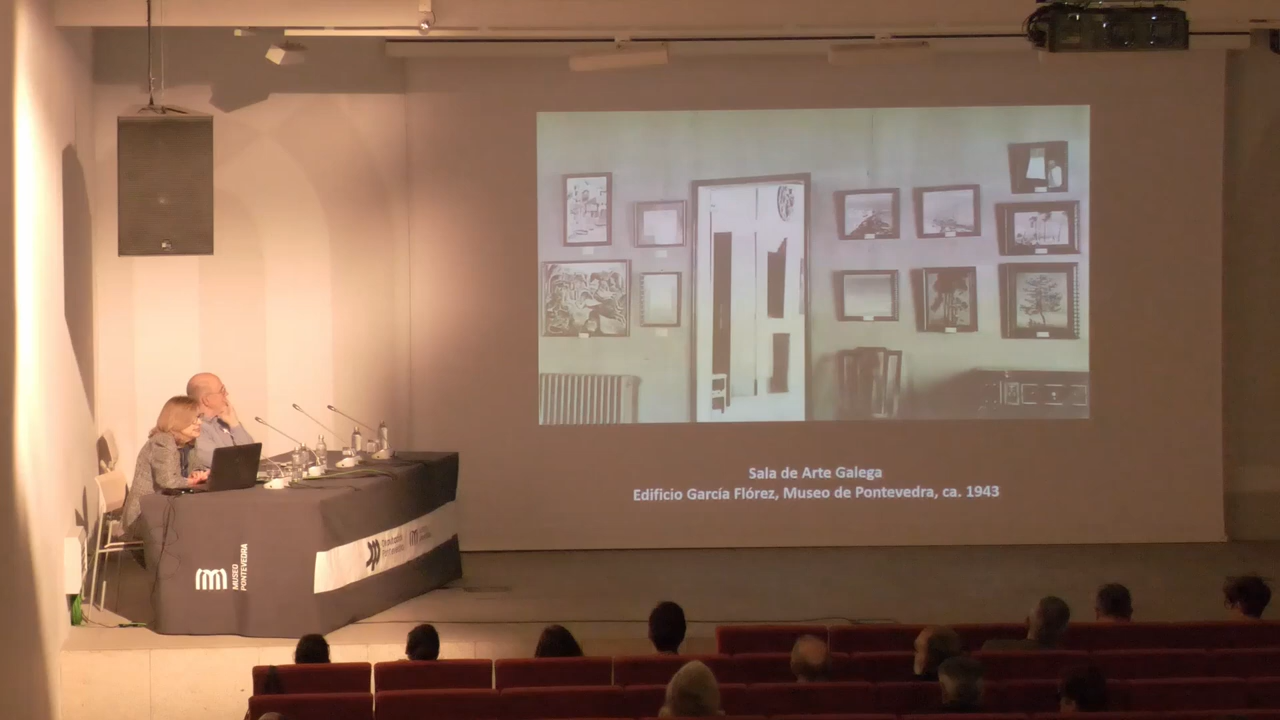 Sala de Arte Galega
Edificio García Flórez, Museo de Pontevedra, ca. 1943
MUSEO
PONTEVEDRA